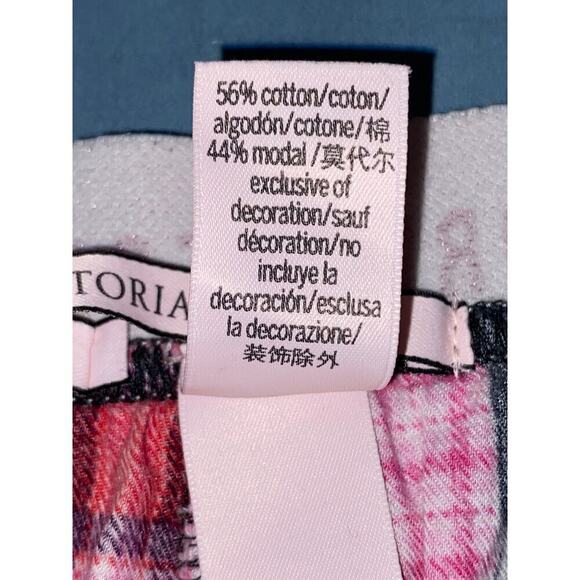 56% cotton/coton/
algodón/cotone/棉
44% modal/莫代尔
exclusive of
decoration/sauf
décoration/no
incluye la
decoración/esclusa
la decorazione/
装饰除外
TORIA